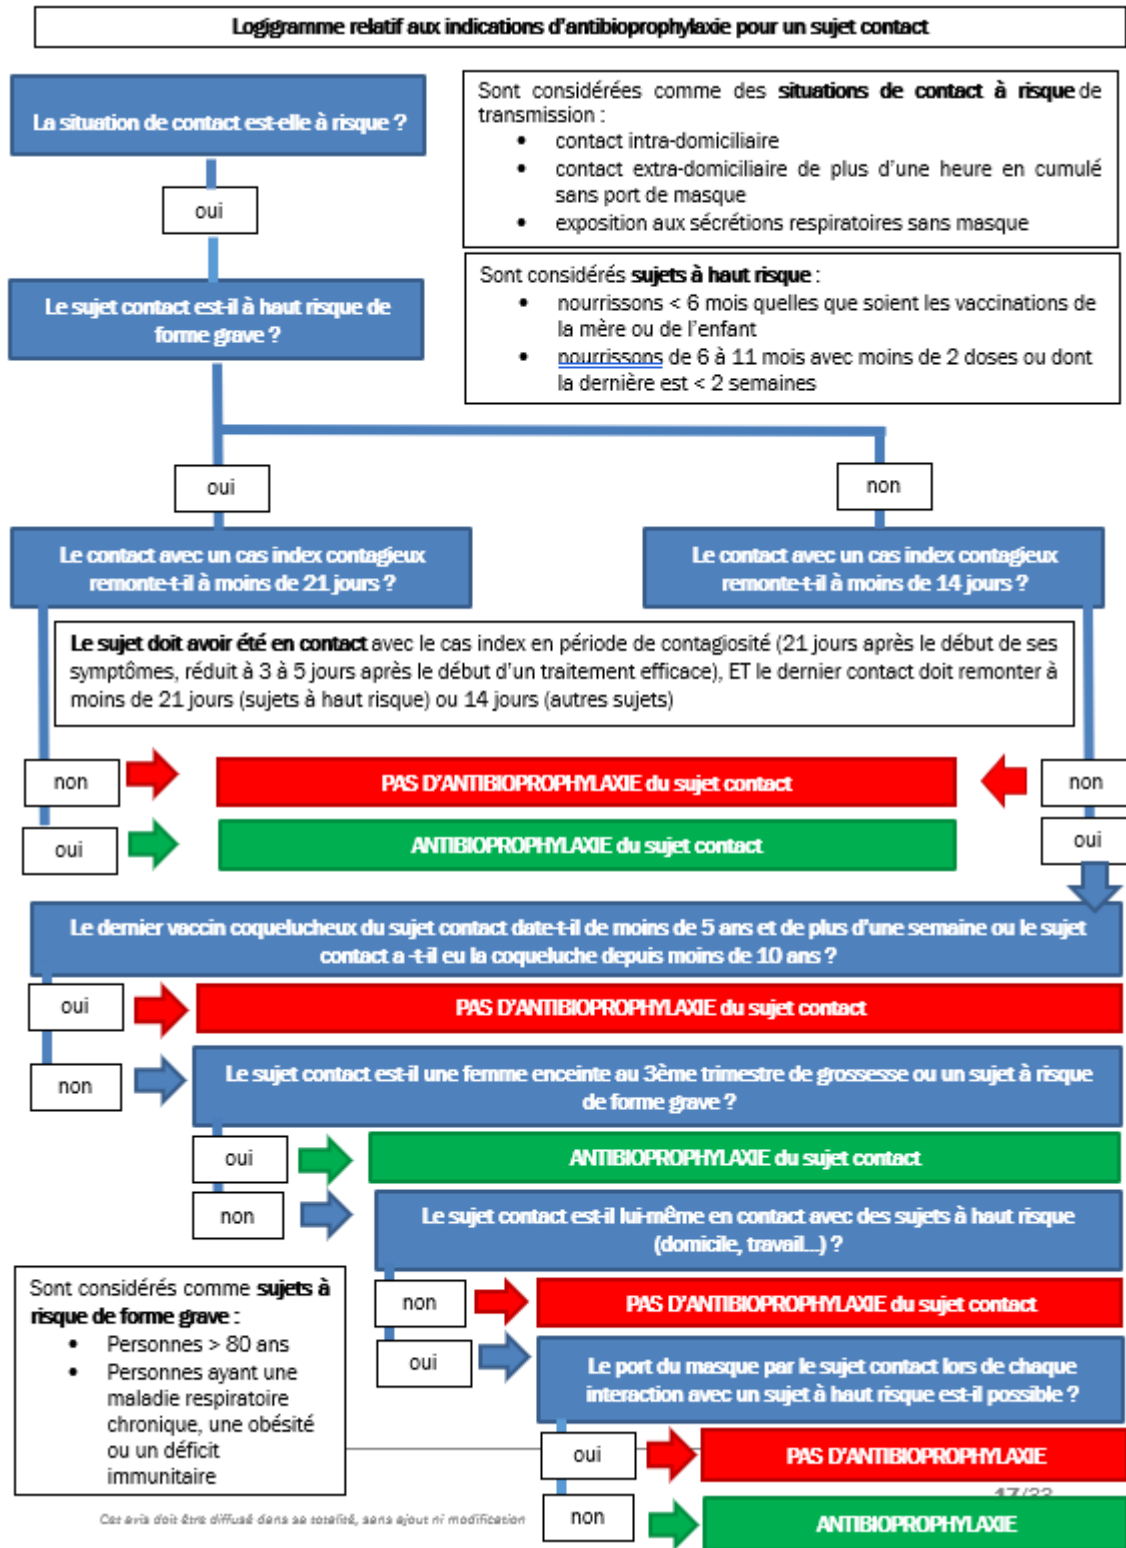 Logigramme relatif aux indications d'antibioprophylaxie pour un sujet contact
La situation de contact est-elle à risque ?
Sont considérées comme des situations de contact à risque de
transmission :
• contact intra-domiciliaire
• contact extra-domiciliaire de plus d'une heure en cumulé
sans port de masque
• exposition aux sécrétions respiratoires sans masque
oui
Sont considérés sujets à haut risque :
• nourrissons < 6 mois quelles que soient les vaccinations de
la mère ou de l'enfant
• nourrissons de 6 à 11 mois avec moins de 2 doses ou dont
la dernière est < 2 semaines
Le sujet contact est-il à haut risque de
forme grave ?
oui
non
Le contact avec un cas index contagieux
remonte-t-il à moins de 21 jours ?
Le contact avec un cas index contagieux
remonte-t-il à moins de 14 jours ?
Le sujet doit avoir été en contact avec le cas index en période de contagiosité (21 jours après le début de ses
symptômes, réduit à 3 à 5 jours après le début d'un traitement efficace), ET le dernier contact doit remonter à
moins de 21 jours (sujets à haut risque) ou 14 jours (autres sujets)
non
PAS D'ANTIBIOPROPHYLAXIE du sujet contact
non
oui
ANTIBIOPROPHYLAXIE du sujet contact
oui
Le dernier vaccin coquelucheux du sujet contact date-t-il de moins de 5 ans et de plus d'une semaine ou le sujet
contact a -t-il eu la coqueluche depuis moins de 10 ans ?
oui
PAS D'ANTIBIOPROPHYLAXIE du sujet contact
non
Le sujet contact est-il une femme enceinte au 3ème trimestre de grossesse ou un sujet à risque
de forme grave ?
oui
ANTIBIOPROPHYLAXIE du sujet contact
non
Le sujet contact est-il lui-même en contact avec des sujets à haut risque
(domicile, travail...) ?
Sont considérés comme sujets à
risque de forme grave :
• Personnes > 80 ans
• Personnes ayant une
maladie respiratoire
chronique, une obésité
ou un déficit
immunitaire
non
PAS D'ANTIBIOPROPHYLAXIE du sujet contact
oui
Le port du masque par le sujet contact lors de chaque
interaction avec un sujet à haut risque est-il possible ?
oui
PAS D'ANTIBIOPROPHYLAXIE
17/33
non
ANTIBIOPROPHYLAXIE
Cet avis doit être diffusé dans sa totalité, sans ajout ni modification